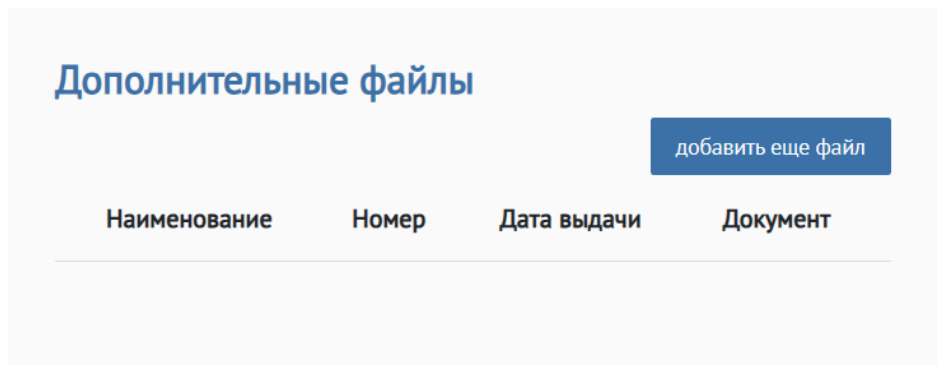 Дополнительные файлы
добавить еще файл
Наименование Номер Дата выдачи Документ